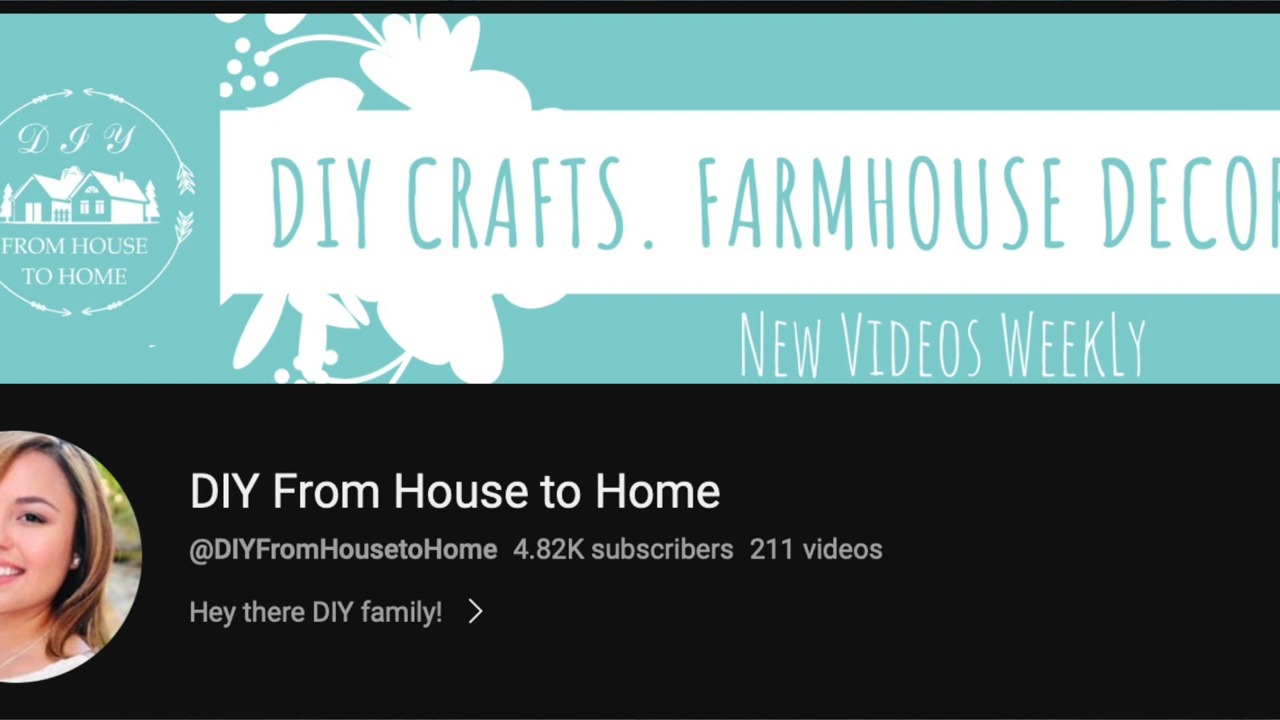 DIY
FROM HOUSE
TO HOME
DIY CRAFTS. FARMHOUSE DECOR
NEW VIDEOS WEEKLY
DIY From House to Home
@DIYFromHousetoHome 4.82K subscribers 211 videos
Hey there DIY family!